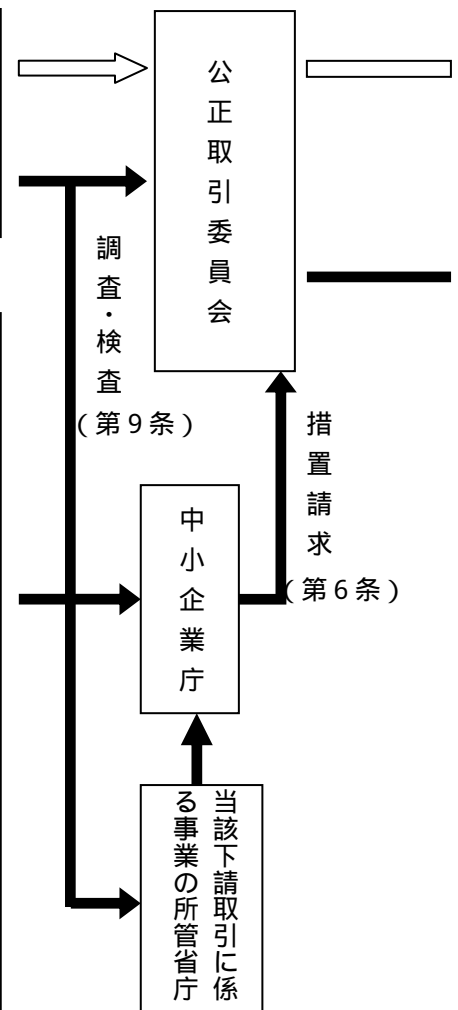 公正取引委員会
調査・検査
(第9条)
措置請求
(第6条)
中小企業庁
当該下請取引に係
る事業の所管省庁